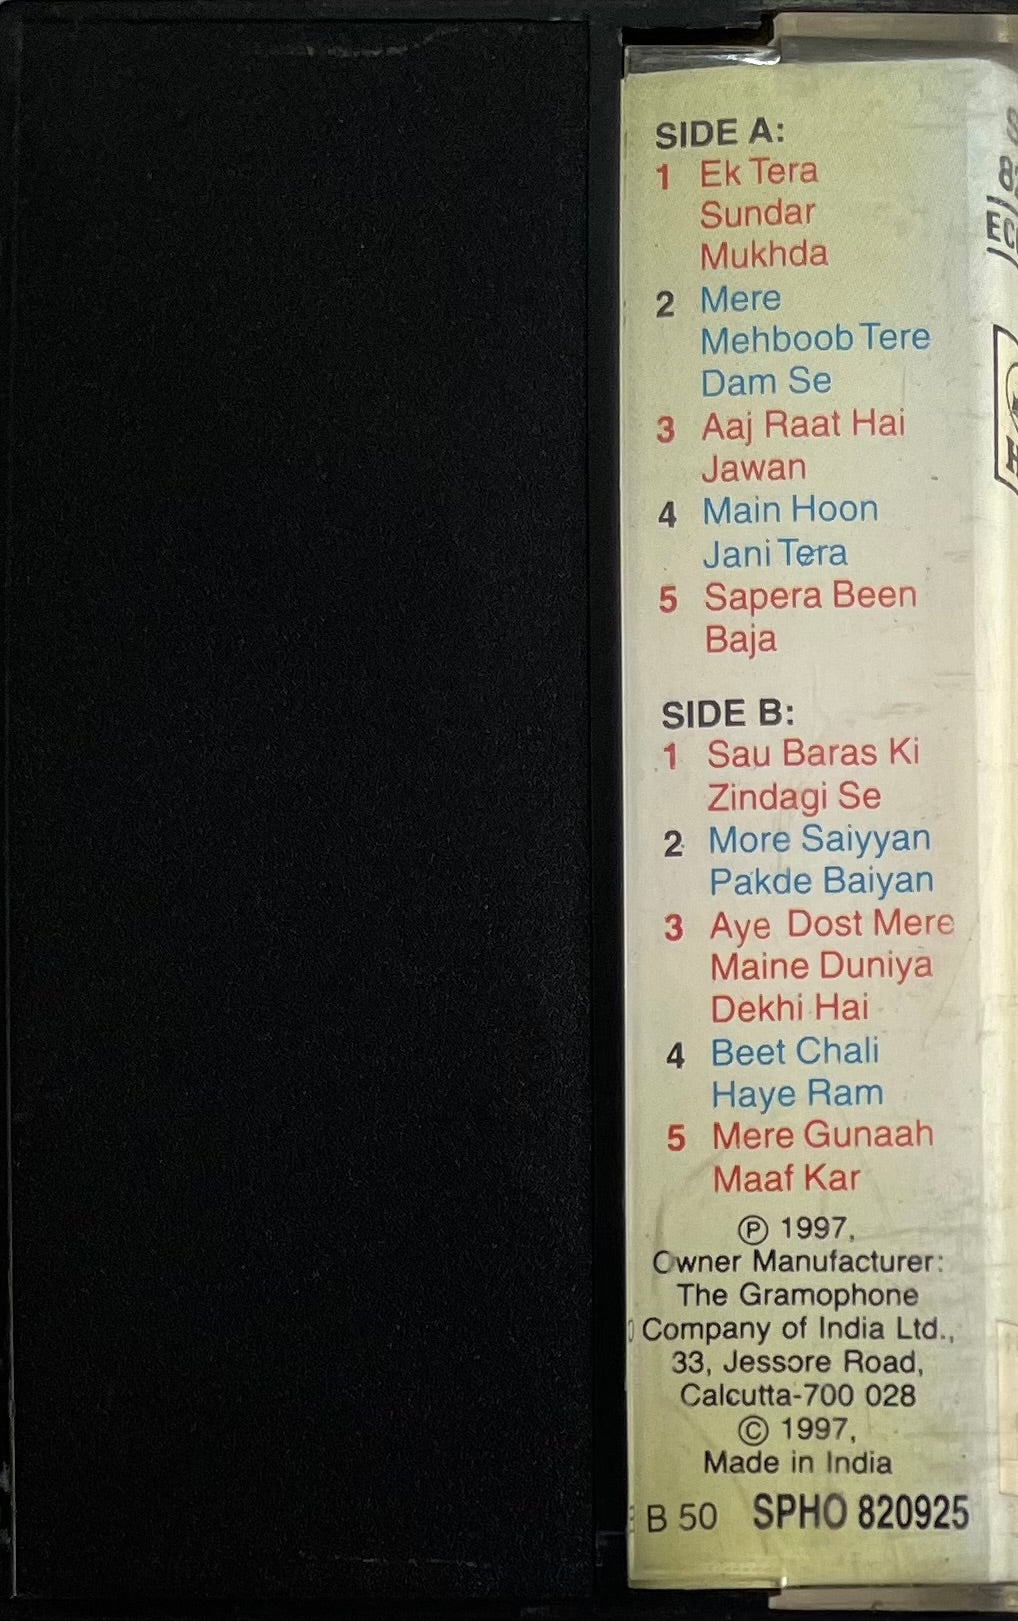 SIDE A:
1 Ek Tera
Sundar
Mukhda
2 Mere
Mehboob Tere
Dam Se
3 Aaj Raat Hai
Jawan
4 Main Hoon
Jani Tera
5 Sapera Been
Baja
SIDE B:
1 Sau Baras Ki
Zindagi Se
2 More Saiyyan
Pakde Baiyan
3 Aye Dost Mere
Maine Duniya
Dekhi Hai
4 Beet Chali
Haye Ram
5 Mere Gunaah
Maaf Kar
Ⓟ 1997,
Owner Manufacturer:
The Gramophone
Company of India Ltd.,
33, Jessore Road,
Calcutta-700 028
© 1997,
Made in India
B 50 SPHO 820925